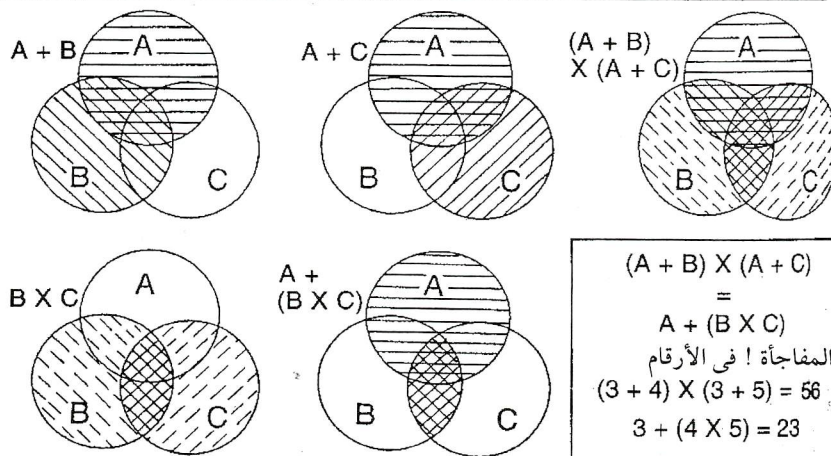 A + B
A
B
C
A + C
A
B
C
(A + B)
X (A + C)
A
B
C
B X C
A
B
C
A +
(B X C)
A
B
C
(A + B) X (A + C)
=
A + (B X C)
المفاجأة ! فى الأرقام
(3 + 4) X (3 + 5) = 56
3 + (4 X 5) = 23